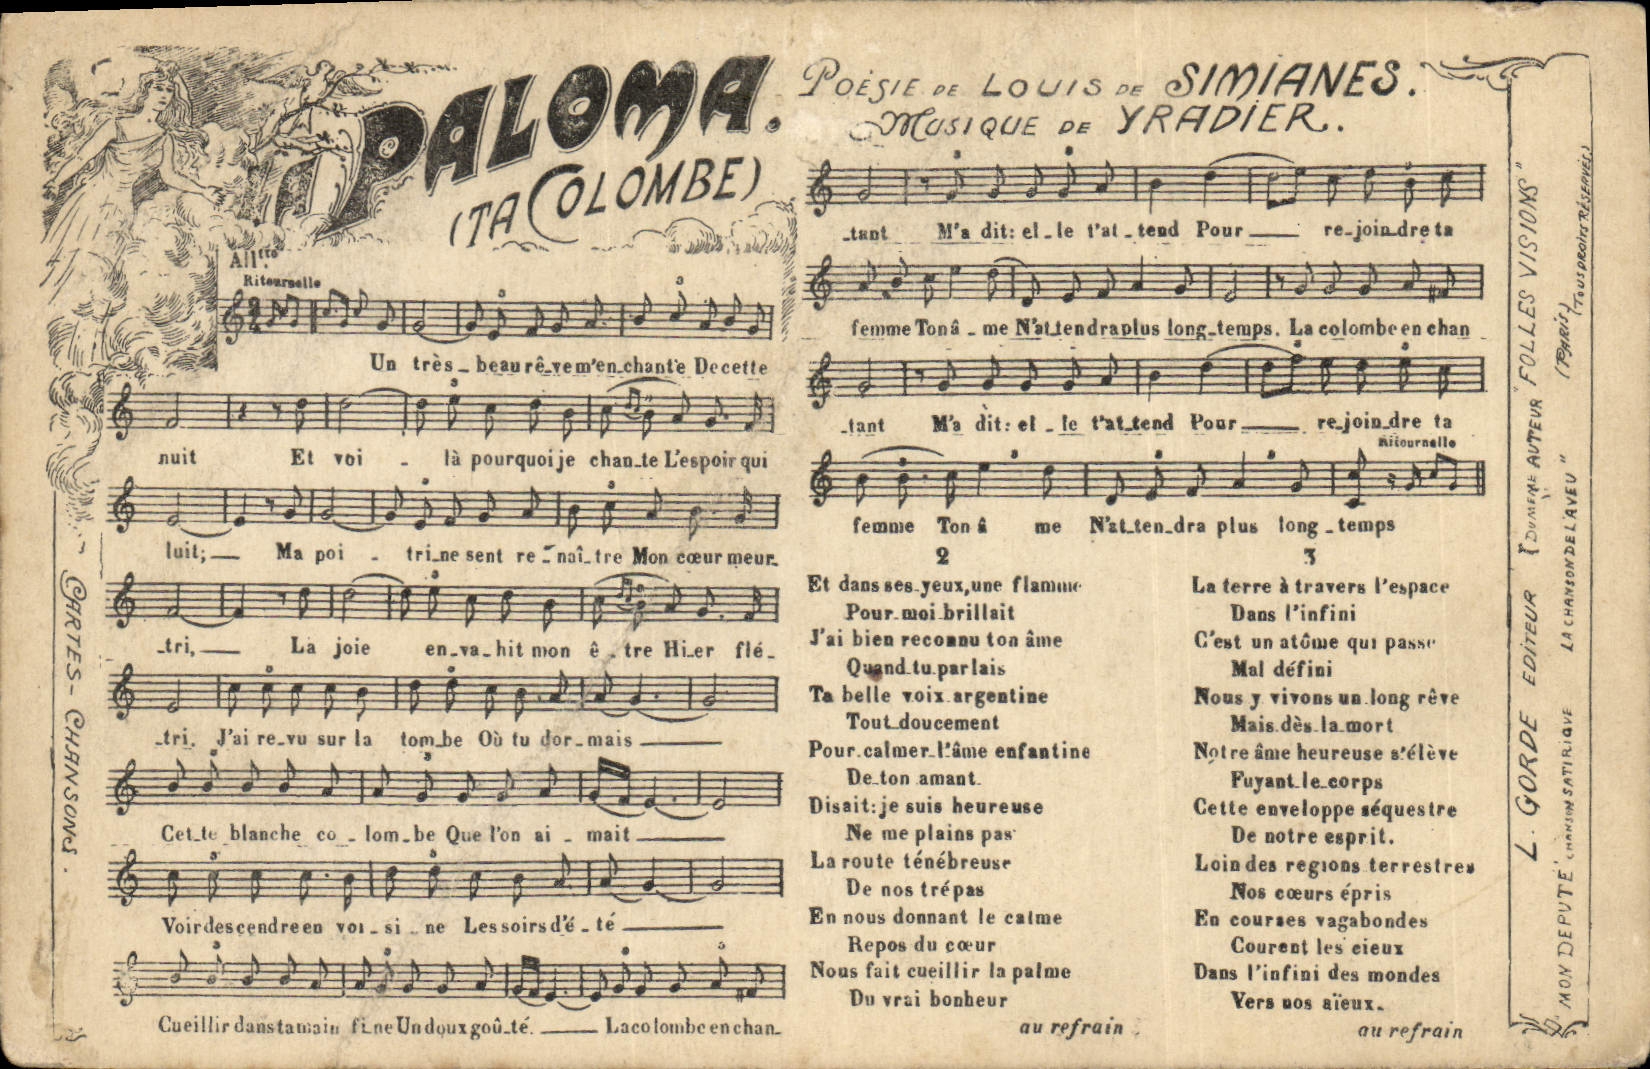 PALOMA.
(TA COLOMBE)
POÉSIE DE LOUIS DE SIMIANES.
MUSIQUE DE YRADIER.
Alltto
Ritournelle
Un très_beau rê_ve m'en_chante De cette
nuit Et voi - là pourquoi je chan_te L'espoir qui
luit;___ Ma poi - tri_ne sent re_naî_tre Mon cœur meur_
_tri,___ La joie en_va_hit mon ê_tre Hi_er flé_
_tri. J'ai re_vu sur la tom_be Où tu dor_mais ___
Cet_te blanche co_lom_be Que l'on ai_mait ___
Voir descendre en voi_si_ne Les soirs d'é_té ___
Cueillir dans ta main fi_ne Un doux goû_té. ___ La colombe en chan_
_tant M'a dit: el_le t'at_tend Pour ___ re_join_dre ta
femme Ton â_me N'at_tendra plus long_temps. La colombe en chan
_tant M'a dit: el_le t'at_tend Pour ___ re_join_dre ta
Ritournelle
femme Ton â me N'at_ten_dra plus long_temps
2
Et dans ses yeux, une flamme
Pour moi brillait
J'ai bien reconnu ton âme
Quand tu parlais
Ta belle voix argentine
Tout doucement
Pour calmer l'âme enfantine
De ton amant
Disait: je suis heureuse
Ne me plains pas
La route ténébreuse
De nos trépas
En nous donnant le calme
Repos du cœur
Nous fait cueillir la palme
Du vrai bonheur
au refrain
3
La terre à travers l'espace
Dans l'infini
C'est un atôme qui passe
Mal défini
Nous y vivons un long rêve
Mais dès la mort
Notre âme heureuse s'élève
Fuyant le corps
Cette enveloppe séquestre
De notre esprit.
Loin des regions terrestres
Nos cœurs épris
En courses vagabondes
Courent les cieux
Dans l'infini des mondes
Vers nos aïeux.
au refrain
CARTES - CHANSONS.
L. GORDE EDITEUR (DU MÊME AUTEUR "FOLLES VISIONS"
MON DEPUTÉ CHANSON SATIRIQUE LA CHANSON DE L'AVEU" (PARIS)
(TOUS DROITS RÉSERVÉS)